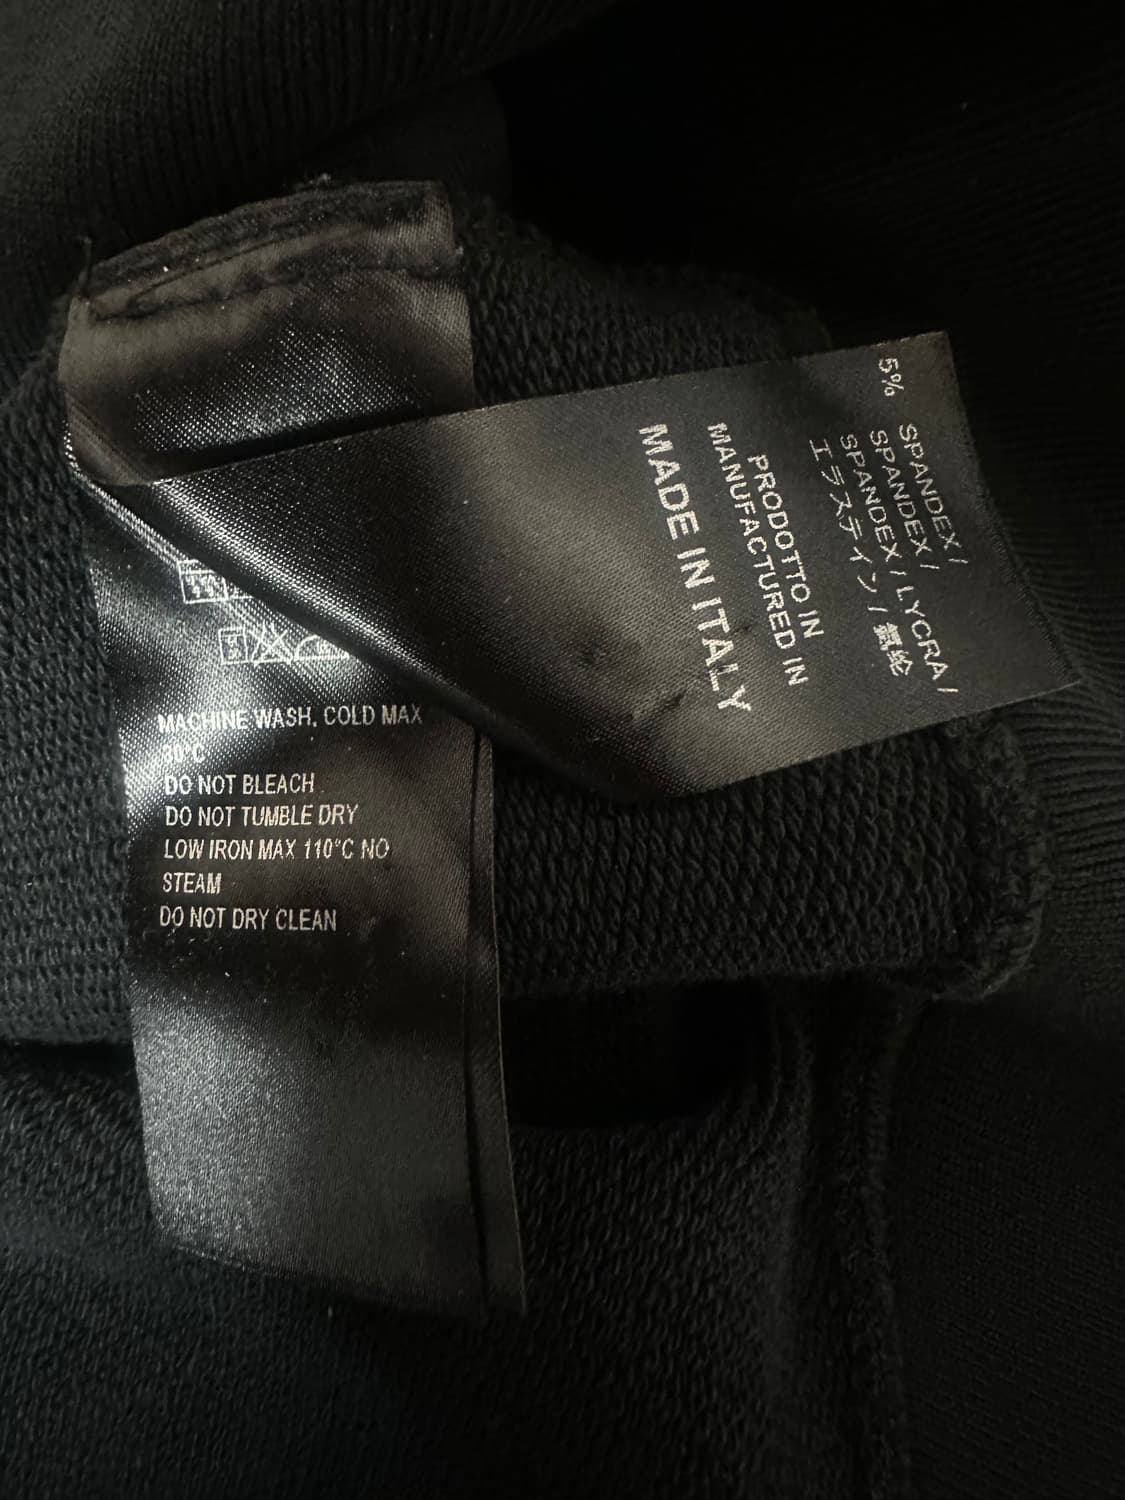 MACHINE WASH, COLD MAX
30°C
DO NOT BLEACH
DO NOT TUMBLE DRY
LOW IRON MAX 110°C NO
STEAM
DO NOT DRY CLEAN
5% SPANDEX /
SPANDEX /
SPANDEX / LYCRA /
エラスティン /
PRODOTTO IN
MANUFACTURED IN
MADE IN ITALY